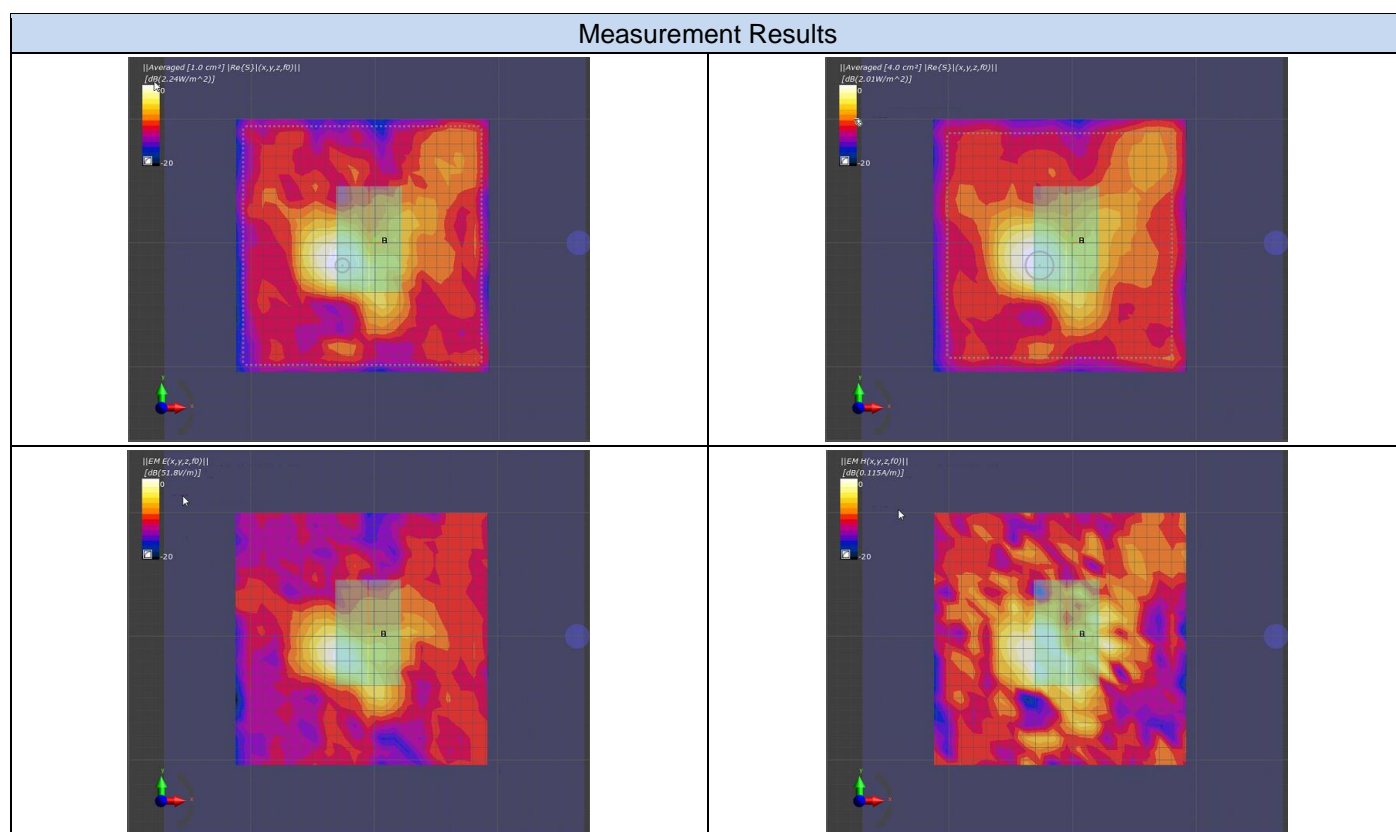 Measurement Results
||Averaged [1.0 cm²] |Re{S}|(x,y,z,f0)||
[dB(2.24W/m^2)]
0
-20
y
x
||Averaged [4.0 cm²] |Re{S}|(x,y,z,f0)||
[dB(2.01W/m^2)]
0
-20
y
x
||EM E(x,y,z,f0)||
[dB(51.8V/m)]
0
-20
y
x
||EM H(x,y,z,f0)||
[dB(0.115A/m)]
0
-20
y
x